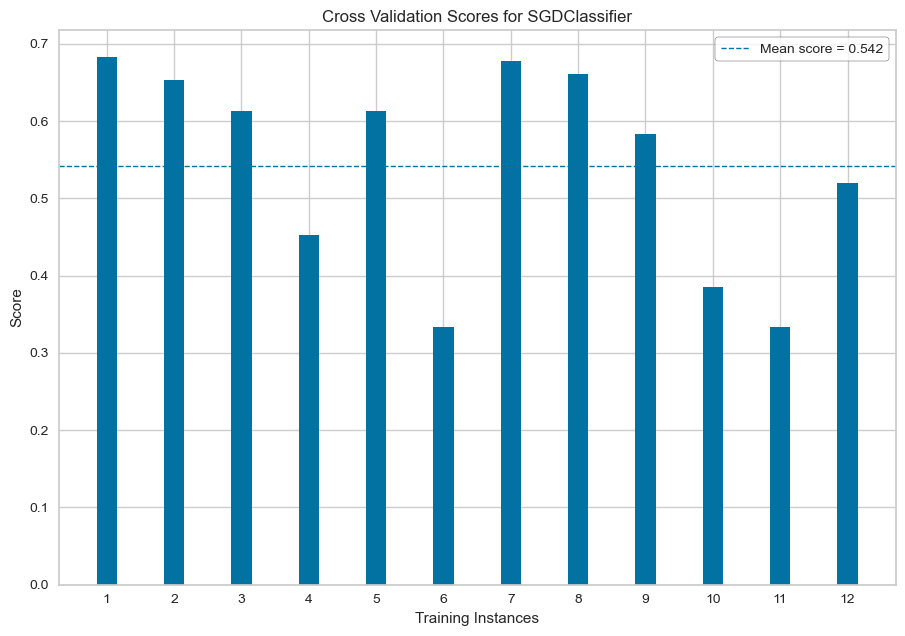 Cross Validation Scores for SGDClassifier
Mean score = 0.542
0.7
0.6
0.5
0.4
0.3
0.2
0.1
0.0
Score
1 2 3 4 5 6 7 8 9 10 11 12
Training Instances